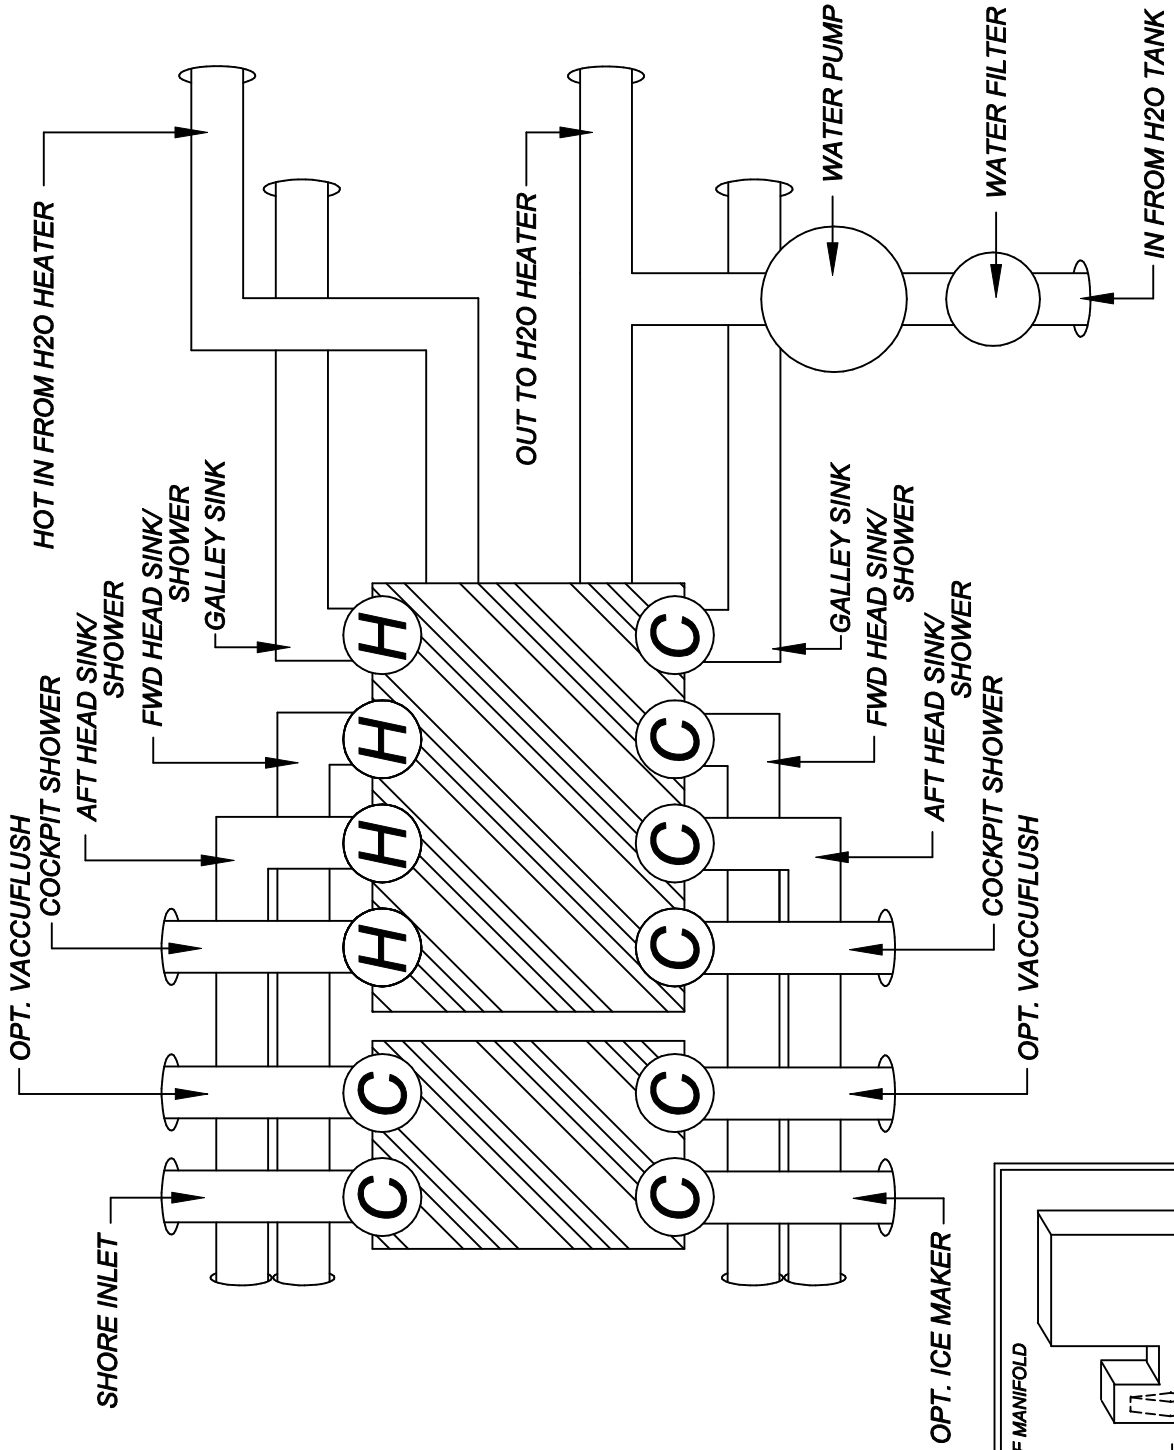 HOT IN FROM H2O HEATER
OUT TO H2O HEATER
WATER PUMP
WATER FILTER
IN FROM H2O TANK
OPT. VACCUFLUSH
COCKPIT SHOWER
AFT HEAD SINK/
SHOWER
FWD HEAD SINK/
SHOWER
GALLEY SINK
GALLEY SINK
FWD HEAD SINK/
SHOWER
AFT HEAD SINK/
SHOWER
COCKPIT SHOWER
OPT. VACCUFLUSH
SHORE INLET
OPT. ICE MAKER
C C H H H H
C C C C C C
MANIFOLD